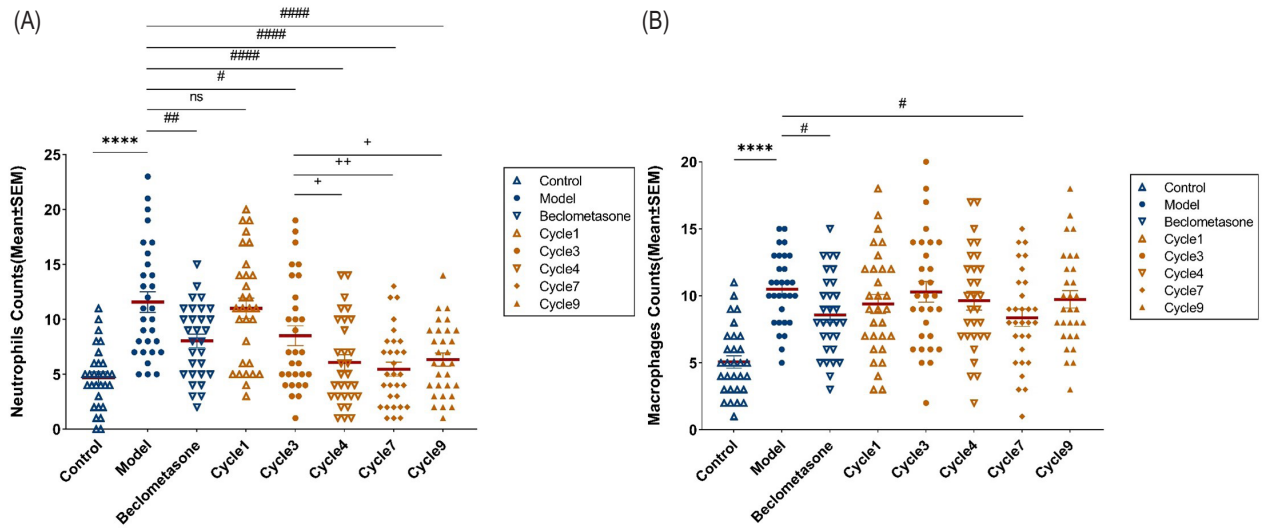 (A)
####
####
####
#
ns
##
****
+
++
+
25
20
15
10
5
0
Neutrophils Counts(Mean±SEM)
Control
Model
Beclometasone
Cycle1
Cycle3
Cycle4
Cycle7
Cycle9
Control
Model
Beclometasone
Cycle1
Cycle3
Cycle4
Cycle7
Cycle9
(B)
#
#
****
20
15
10
5
0
Macrophages Counts(Mean±SEM)
Control
Model
Beclometasone
Cycle1
Cycle3
Cycle4
Cycle7
Cycle9
Control
Model
Beclometasone
Cycle1
Cycle3
Cycle4
Cycle7
Cycle9